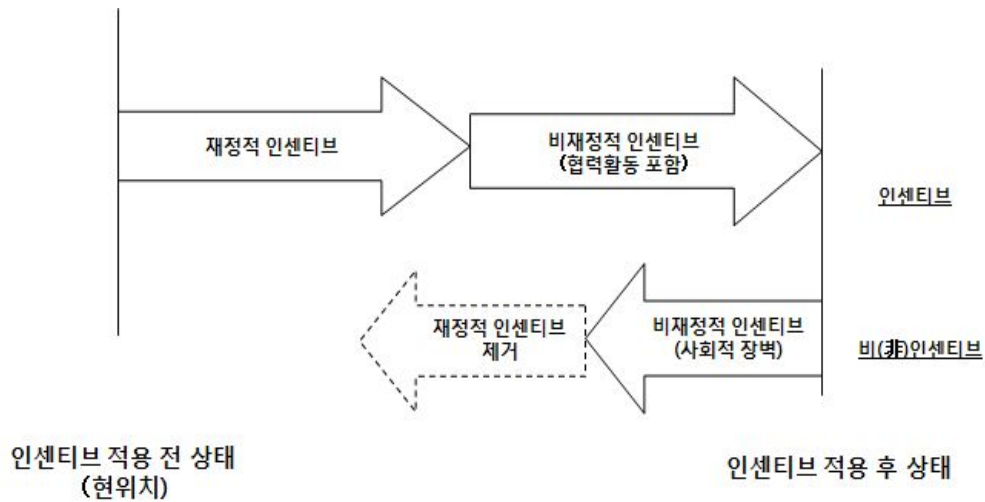 재정적 인센티브
비재정적 인센티브
(협력활동 포함)
인센티브
재정적 인센티브
제거
비재정적 인센티브
(사회적 장벽)
비(非)인센티브
인센티브 적용 전 상태
(현위치)
인센티브 적용 후 상태